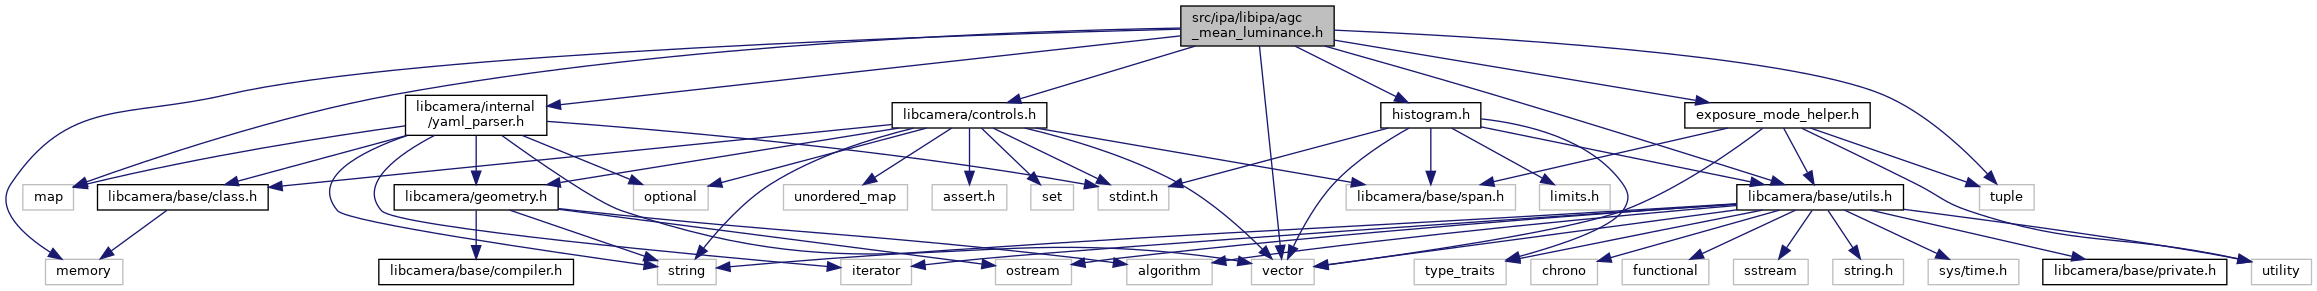 src/ipa/libipa/agc
_mean_luminance.h
libcamera/internal
/yaml_parser.h
libcamera/controls.h
histogram.h
exposure_mode_helper.h
map
libcamera/base/class.h
libcamera/geometry.h
optional
unordered_map
assert.h
set
stdint.h
libcamera/base/span.h
limits.h
libcamera/base/utils.h
tuple
memory
libcamera/base/compiler.h
string
iterator
ostream
algorithm
vector
type_traits
chrono
functional
sstream
string.h
sys/time.h
libcamera/base/private.h
utility